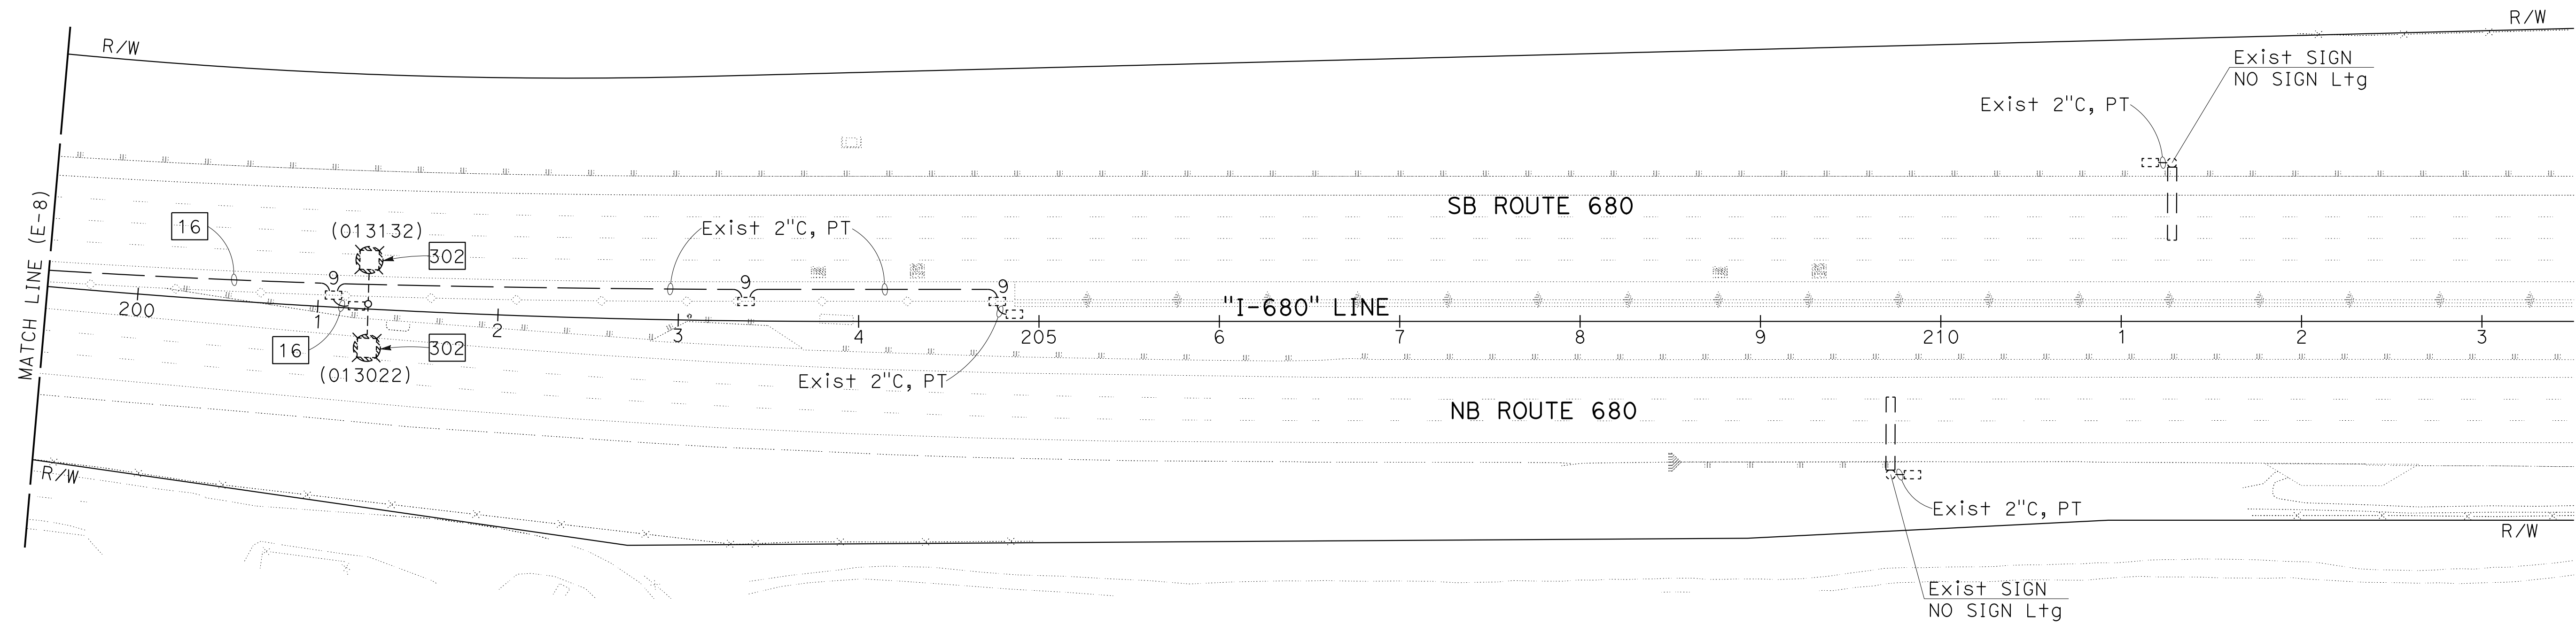 R/W
R/W
Exist SIGN
NO SIGN Ltg
Exist 2"C, PT
MATCH LINE (E-8)
SB ROUTE 680
16
(013132)
302
Exist 2"C, PT
9
9
9
200
1
2
3
4
205
6
7
8
9
210
1
2
3
"I-680" LINE
16
302
(013022)
Exist 2"C, PT
NB ROUTE 680
R/W
Exist 2"C, PT
R/W
Exist SIGN
NO SIGN Ltg